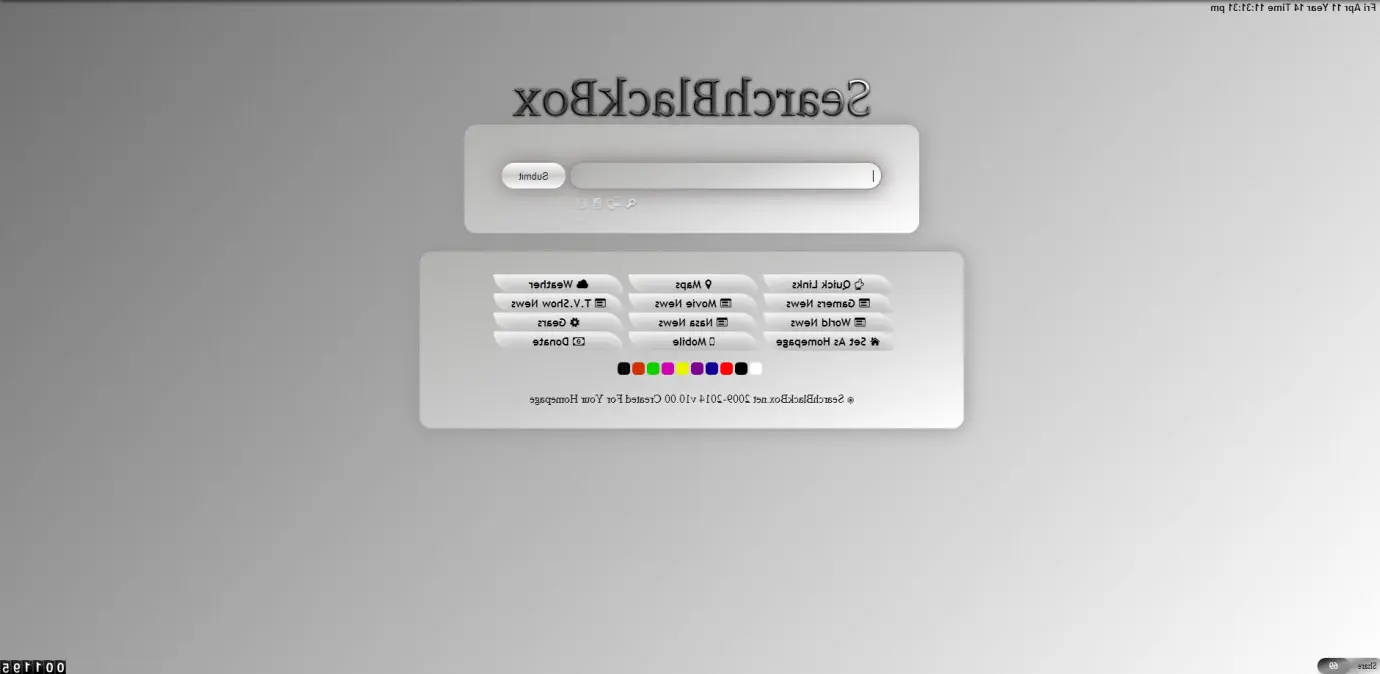 Fri Apr 11 Year 14 Time 11:31:31 pm
SearchBlackBox
Submit
Quick Links Maps Weather
Gamers News Movie News T.V.Show News
World News Nasa News Gears
Set As Homepage Mobile Donate
SearchBlackBox.net 2009-2014 v10.00 Created For Your Homepage
Share 69
001195